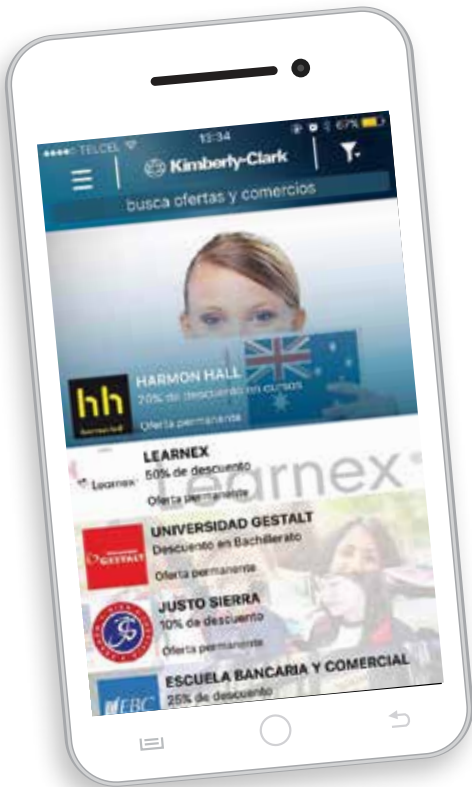 TELCEL 13:34 67%
Kimberly-Clark
busca ofertas y comercios
hh
HARMON HALL
20% de descuento en cursos
Oferta permanente
Learnex
LEARNEX
50% de descuento
Oferta permanente
Learnex
GESTALT
UNIVERSIDAD GESTALT
Descuento en Bachillerato
Oferta permanente
JUSTO SIERRA
10% de descuento
Oferta permanente
EBC
ESCUELA BANCARIA Y COMERCIAL
25% de descuento